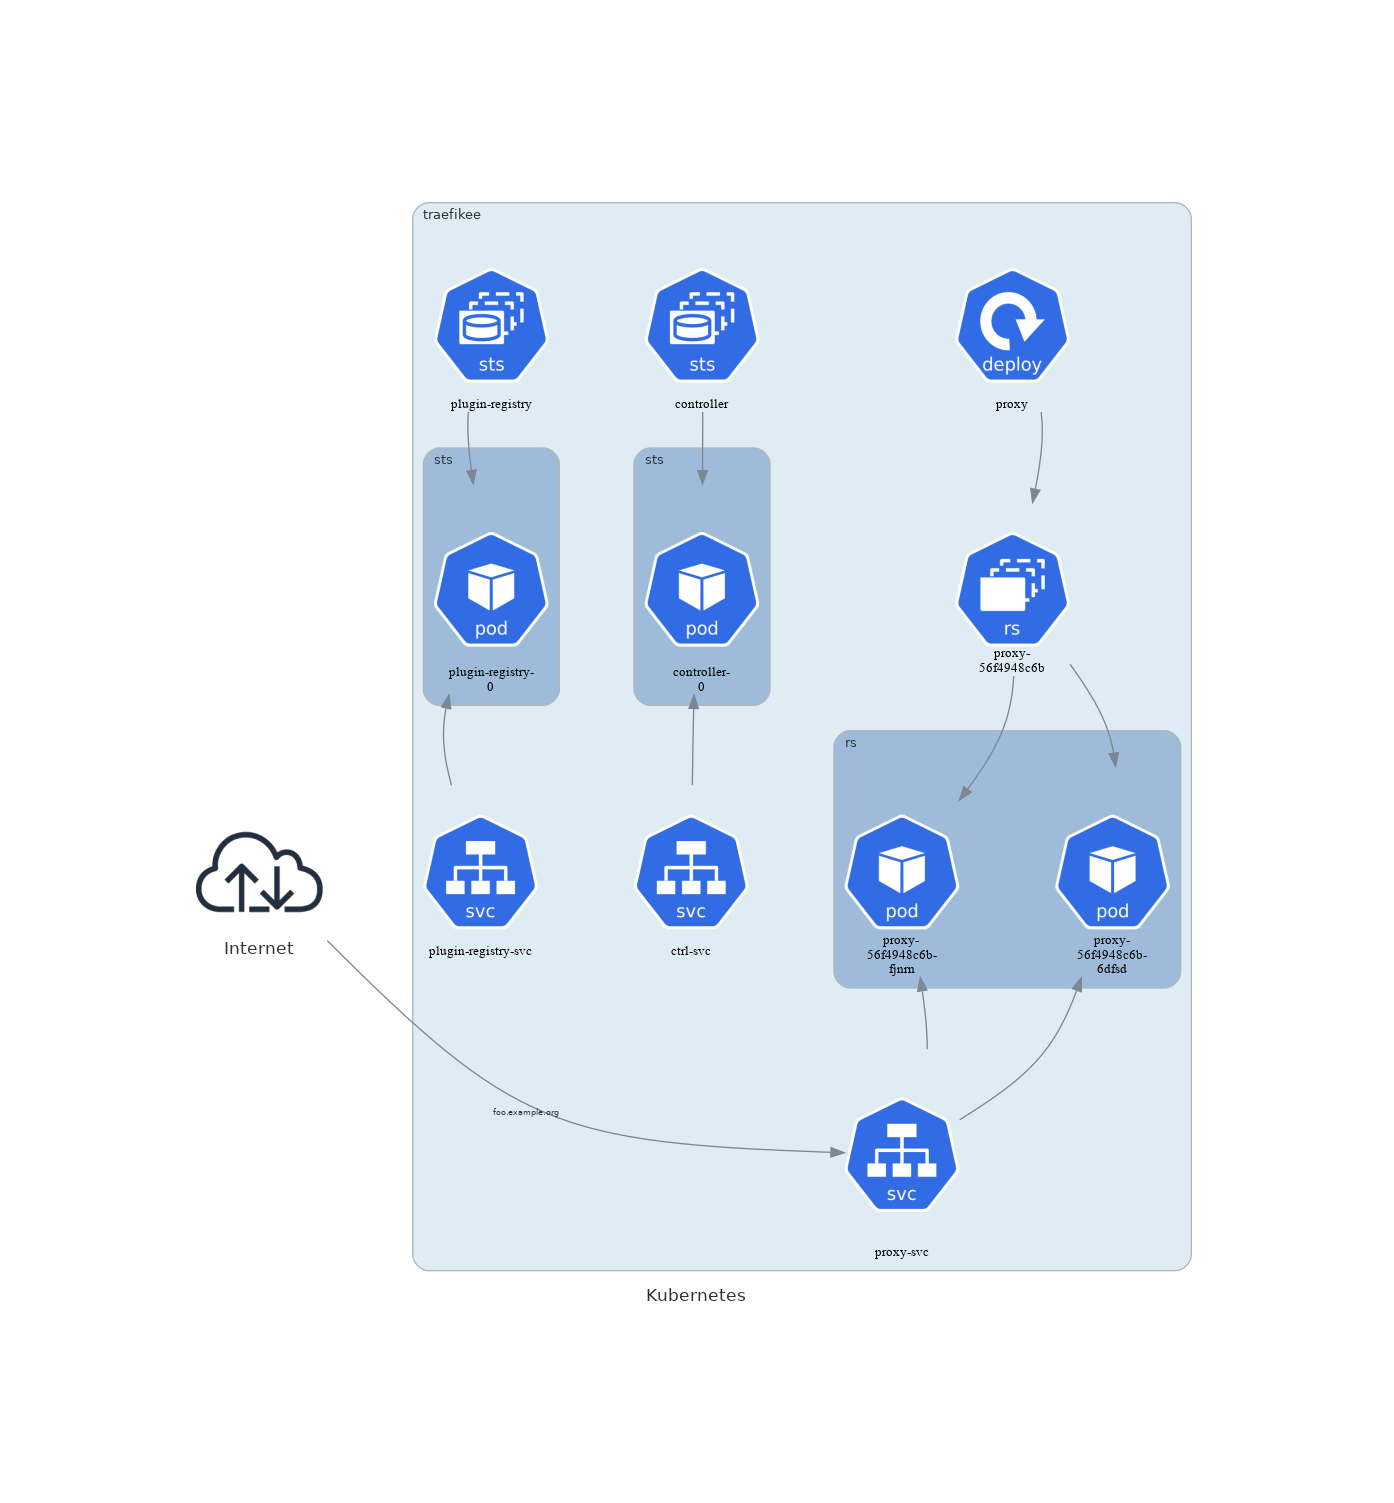 traefikee
sts
sts
deploy
plugin-registry
controller
proxy
sts
sts
pod
pod
rs
plugin-registry-
0
controller-
0
proxy-
56f4948c6b
rs
svc
svc
pod
pod
plugin-registry-svc
ctrl-svc
proxy-
56f4948c6b-
fjnrn
proxy-
56f4948c6b-
6dfsd
Internet
foo.example.org
svc
proxy-svc
Kubernetes